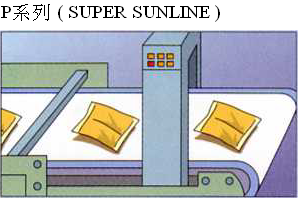 P系列 ( SUPER SUNLINE )